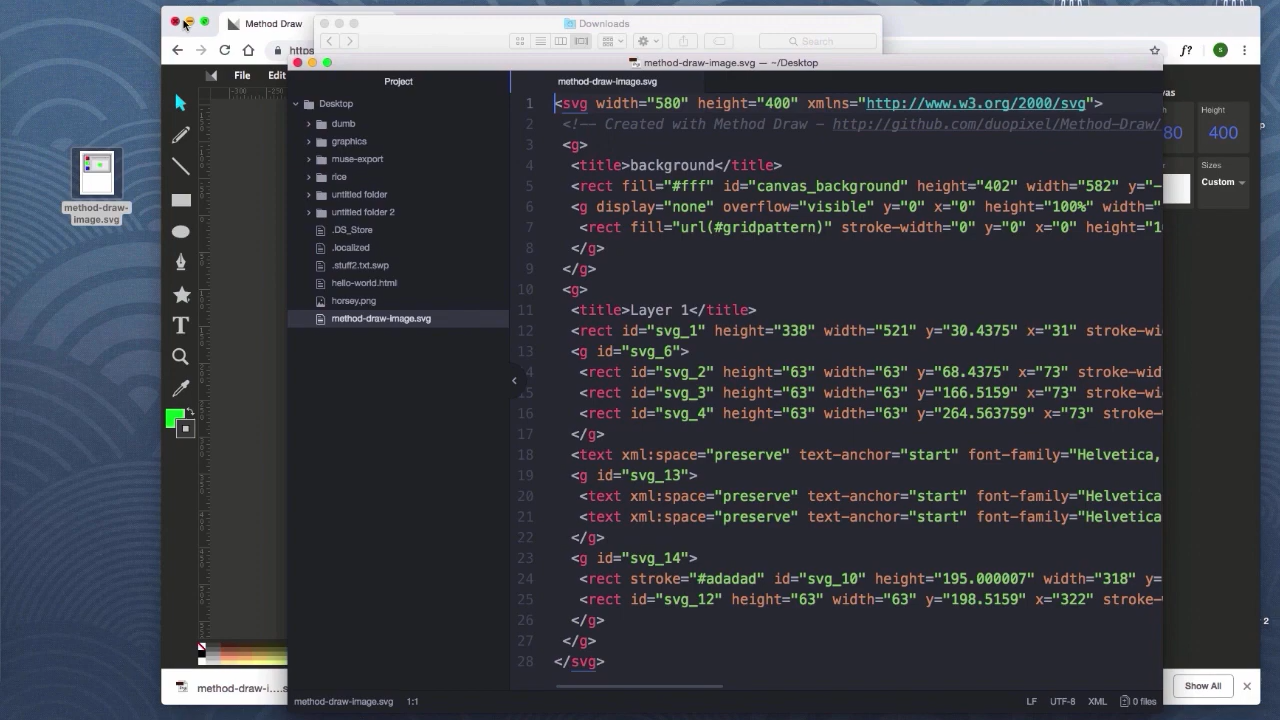 Method Draw
Downloads
Search
https
method-draw-image.svg — ~/Desktop
File
Edit
Project
method-draw-image.svg
Desktop
dumb
graphics
muse-export
rice
untitled folder
untitled folder 2
.DS_Store
.localized
.stuff2.txt.swp
hello-world.html
horsey.png
method-draw-image.svg
1 <svg width="580" height="400" xmlns="http://www.w3.org/2000/svg">
2 <!-- Created with Method Draw - http://github.com/duopixel/Method-Draw/
3 <g>
4 <title>background</title>
5 <rect fill="#fff" id="canvas_background" height="402" width="582" y="-
6 <g display="none" overflow="visible" y="0" x="0" height="100%" width="
7 <rect fill="url(#gridpattern)" stroke-width="0" y="0" x="0" height="1
8 </g>
9 </g>
10 <g>
11 <title>Layer 1</title>
12 <rect id="svg_1" height="338" width="521" y="30.4375" x="31" stroke-wi
13 <g id="svg_6">
14 <rect id="svg_2" height="63" width="63" y="68.4375" x="73" stroke-wid
15 <rect id="svg_3" height="63" width="63" y="166.5159" x="73" stroke-wi
16 <rect id="svg_4" height="63" width="63" y="264.563759" x="73" stroke-
17 </g>
18 <text xml:space="preserve" text-anchor="start" font-family="Helvetica,
19 <g id="svg_13">
20 <text xml:space="preserve" text-anchor="start" font-family="Helvetica
21 <text xml:space="preserve" text-anchor="start" font-family="Helvetica
22 </g>
23 <g id="svg_14">
24 <rect stroke="#adadad" id="svg_10" height="195.000007" width="318" y=
25 <rect id="svg_12" height="63" width="63" y="198.5159" x="322" stroke-
26 </g>
27 </g>
28 </svg>
method-draw-image.svg 1:1
LF UTF-8 XML 0 files
method-draw-
image.svg
vas
Height
80
400
Sizes
Custom
method-draw-i....s
Show All